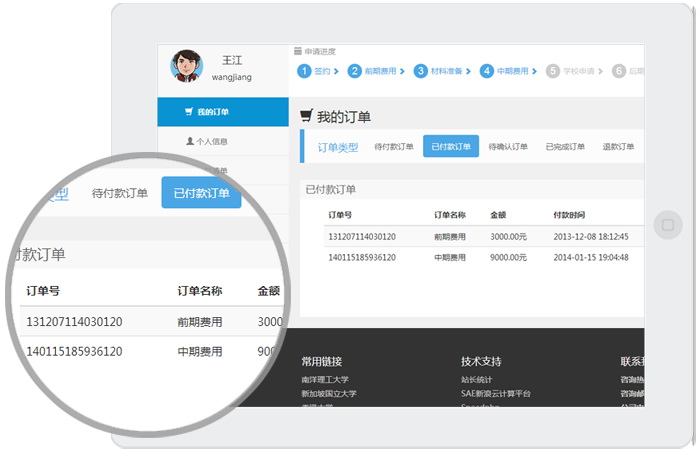 王江
wangjiang
申请进度
1 签约
2 前期费用
3 材料准备
4 中期费用
5 学校申请
6 后期
我的订单
个人信息
我的订单
订单类型 待付款订单 已付款订单 待确认订单 已完成订单 退款订单
已付款订单
订单号 订单名称 金额 付款时间
131207114030120 前期费用 3000.00元 2013-12-08 18:12:45
140115185936120 中期费用 9000.00元 2014-01-15 19:04:48
类型 待付款订单 已付款订单
付款订单
订单号 订单名称 金额
131207114030120 前期费用 3000
140115185936120 中期费用 900
常用链接 技术支持 联系
南洋理工大学 站长统计 咨询热
新加坡国立大学 SAE新浪云计算平台 咨询邮